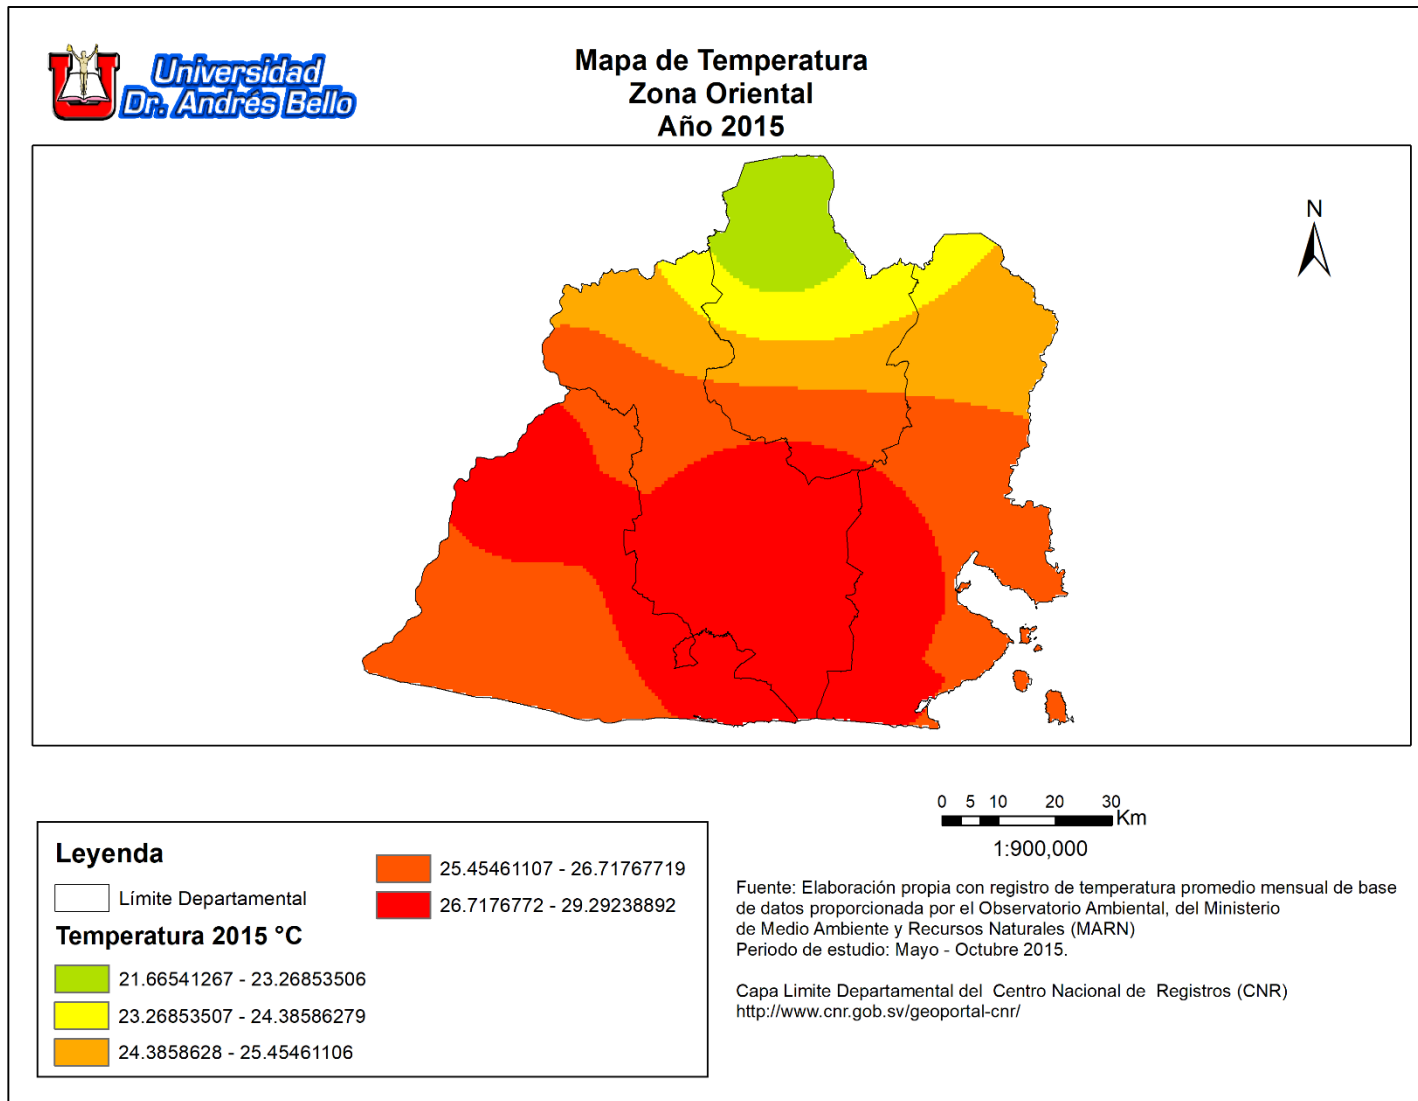 Universidad
Dr. Andrés Bello
Mapa de Temperatura
Zona Oriental
Año 2015
N
0 5 10 20 30
Km
1:900,000
Leyenda
Límite Departamental
Temperatura 2015 °C
21.66541267 - 23.26853506
23.26853507 - 24.38586279
24.3858628 - 25.45461106
25.45461107 - 26.71767719
26.7176772 - 29.29238892
Fuente: Elaboración propia con registro de temperatura promedio mensual de base
de datos proporcionada por el Observatorio Ambiental, del Ministerio
de Medio Ambiente y Recursos Naturales (MARN)
Periodo de estudio: Mayo - Octubre 2015.
Capa Limite Departamental del Centro Nacional de Registros (CNR)
http://www.cnr.gob.sv/geoportal-cnr/